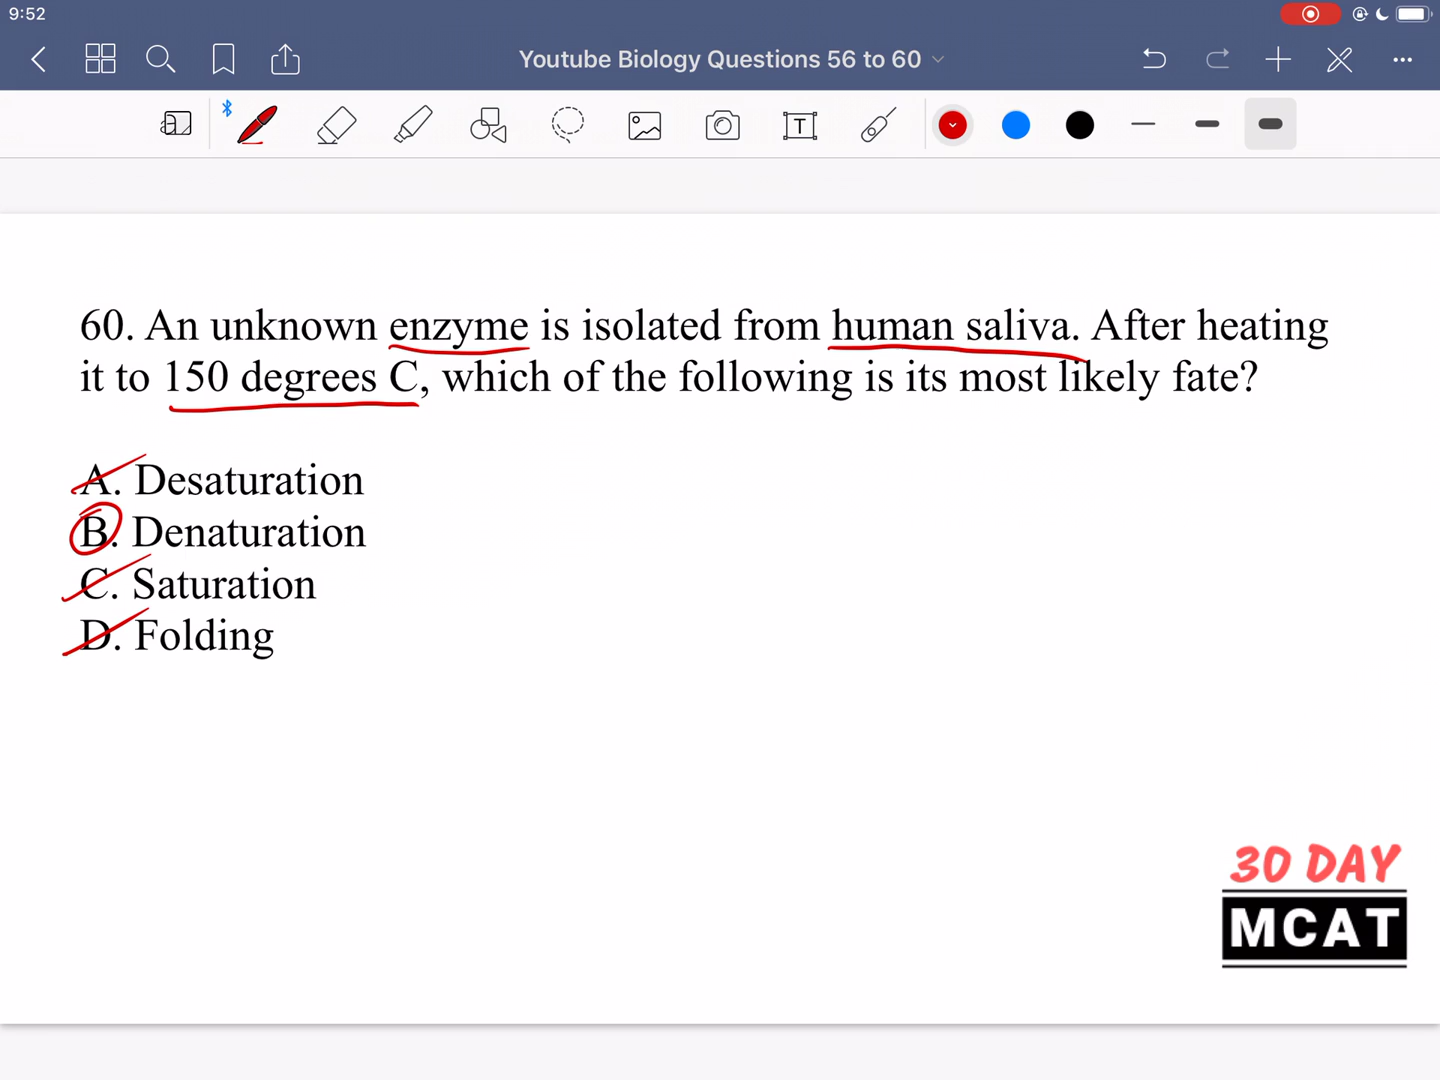 9:52
Youtube Biology Questions 56 to 60
60. An unknown enzyme is isolated from human saliva. After heating
it to 150 degrees C, which of the following is its most likely fate?
A. Desaturation
B. Denaturation
C. Saturation
D. Folding
30 DAY
MCAT